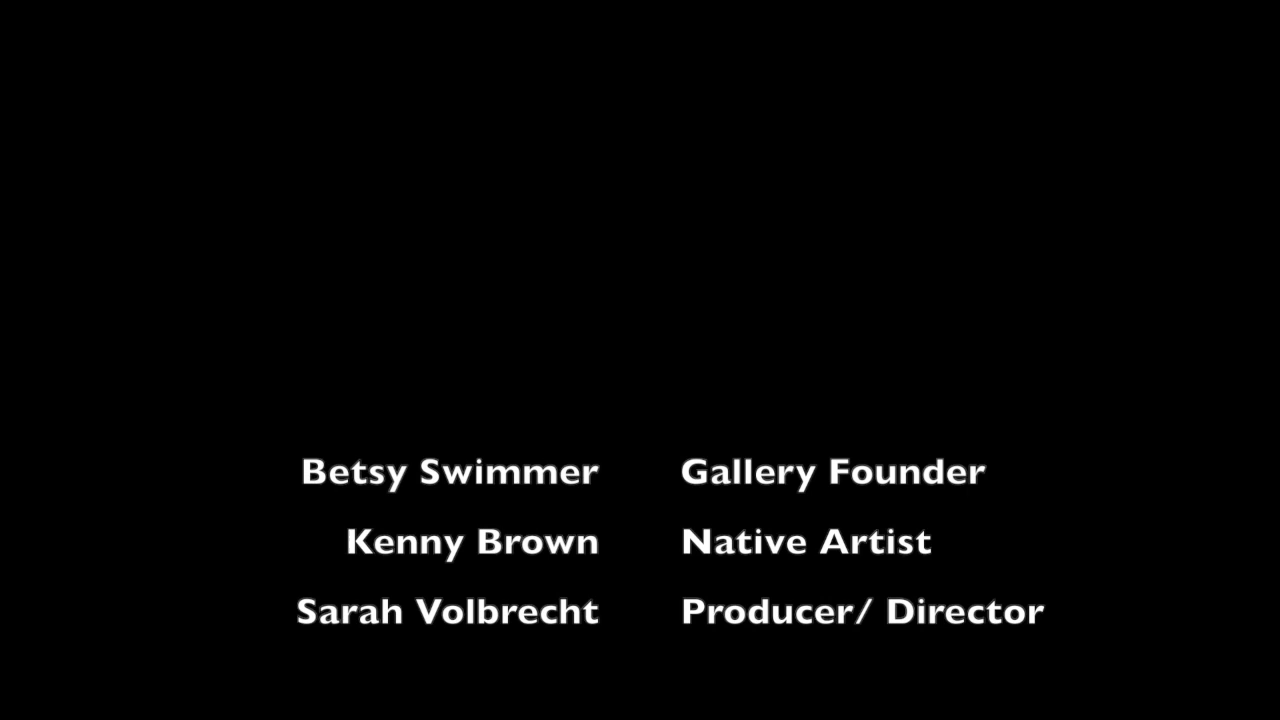 Betsy Swimmer Gallery Founder
Kenny Brown Native Artist
Sarah Volbrecht Producer/ Director